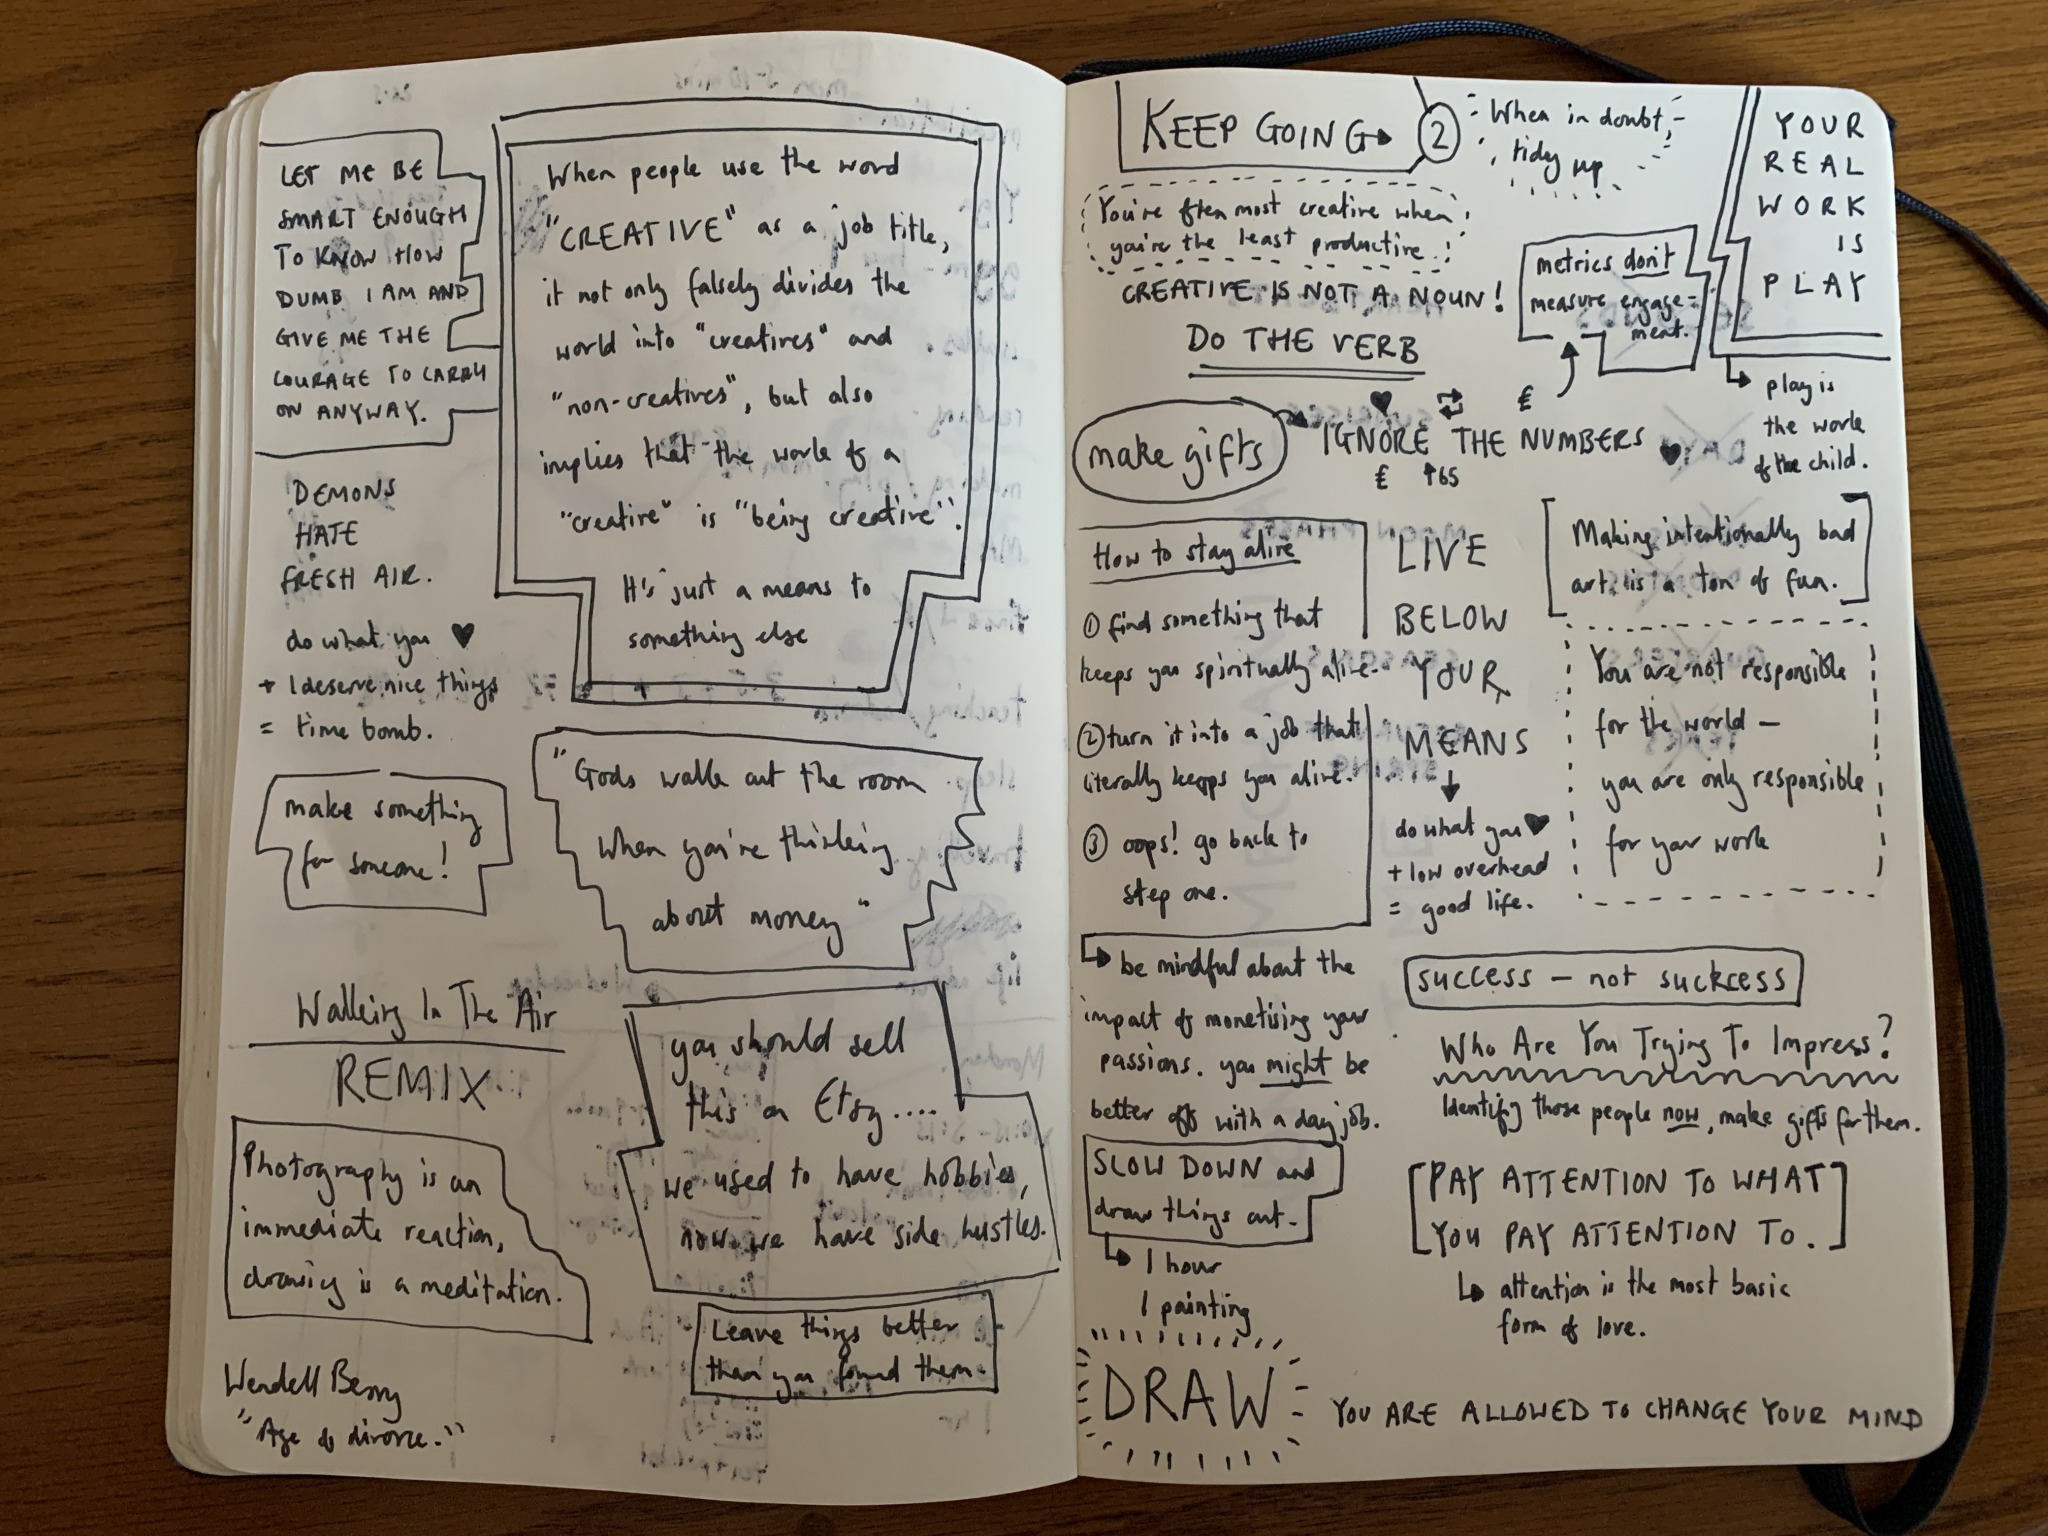 LET ME BE
SMART ENOUGH
TO KNOW HOW
DUMB I AM AND
GIVE ME THE
COURAGE TO CARRY
ON ANYWAY.
DEMONS
HATE
FRESH AIR.
do what you ♥
+ I deserve nice things
= time bomb.
make something
for someone!
When people use the word
"CREATIVE" as a job title,
it not only falsely divides the
world into "creatives" and
"non-creatives", but also
implies that the work of a
"creative" is "being creative".
It's just a means to
something else
"Gods walk out the room
when you're thinking
about money"
Walking In The Air
REMIX
you should sell
this on Etsy....
we used to have hobbies,
now we have side hustles.
Photography is an
immediate reaction,
drawing is a meditation.
Leave things better
than you found them.
Wendell Berry
"Age of divorce."
KEEP GOING → 2
When in doubt,
tidy up
YOUR
REAL
WORK
IS
PLAY
You're often most creative when
you're the least productive.
CREATIVE IS NOT A NOUN!
DO THE VERB
metrics don't
measure engage=
ment.
play is
the work
of the child.
make gifts
£
IGNORE THE NUMBERS
£ ↑65
How to stay alive
① find something that
keeps you spiritually alive.
② turn it into a job that
literally keeps you alive.
③ oops! go back to
step one.
be mindful about the
impact of monetising your
passions. you might be
better off with a day job.
LIVE
BELOW
YOUR
MEANS
do what you ♥
+ low overhead
= good life.
Making intentionally bad
art is a ton of fun.
You are not responsible
for the world —
you are only responsible
for your work
success — not suckcess
Who Are You Trying To Impress?
Identify those people now, make gifts for them.
SLOW DOWN and
draw things out.
1 hour
1 painting
DRAW
[PAY ATTENTION TO WHAT
YOU PAY ATTENTION TO.]
attention is the most basic
form of love.
YOU ARE ALLOWED TO CHANGE YOUR MIND